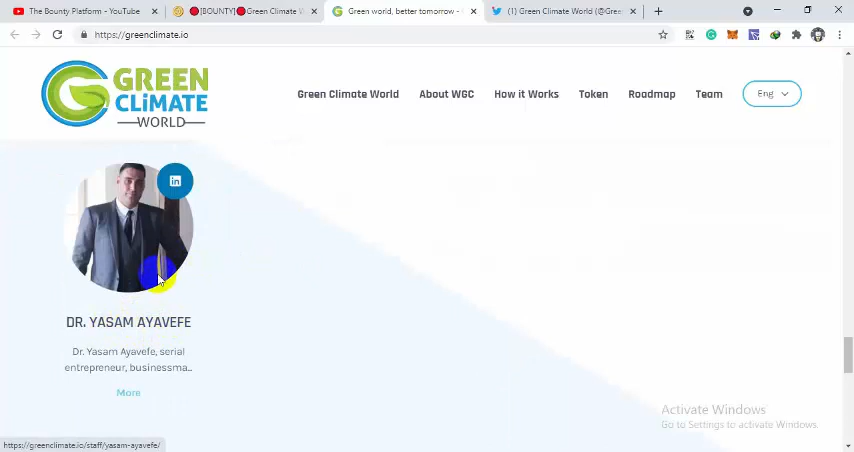 The Bounty Platform - YouTube
[BOUNTY] Green Climate W
Green world, better tomorrow -
(1) Green Climate World (@Gree
https://greenclimate.io
GREEN
CLIMATE
WORLD
Green Climate World About WGC How it Works Token Roadmap Team Eng
in
DR. YASAM AYAVEFE
Dr. Yasam Ayavefe, serial
entrepreneur, businessma...
More
Activate Windows
Go to Settings to activate Windows.
https://greenclimate.io/staff/yasam-ayavefe/